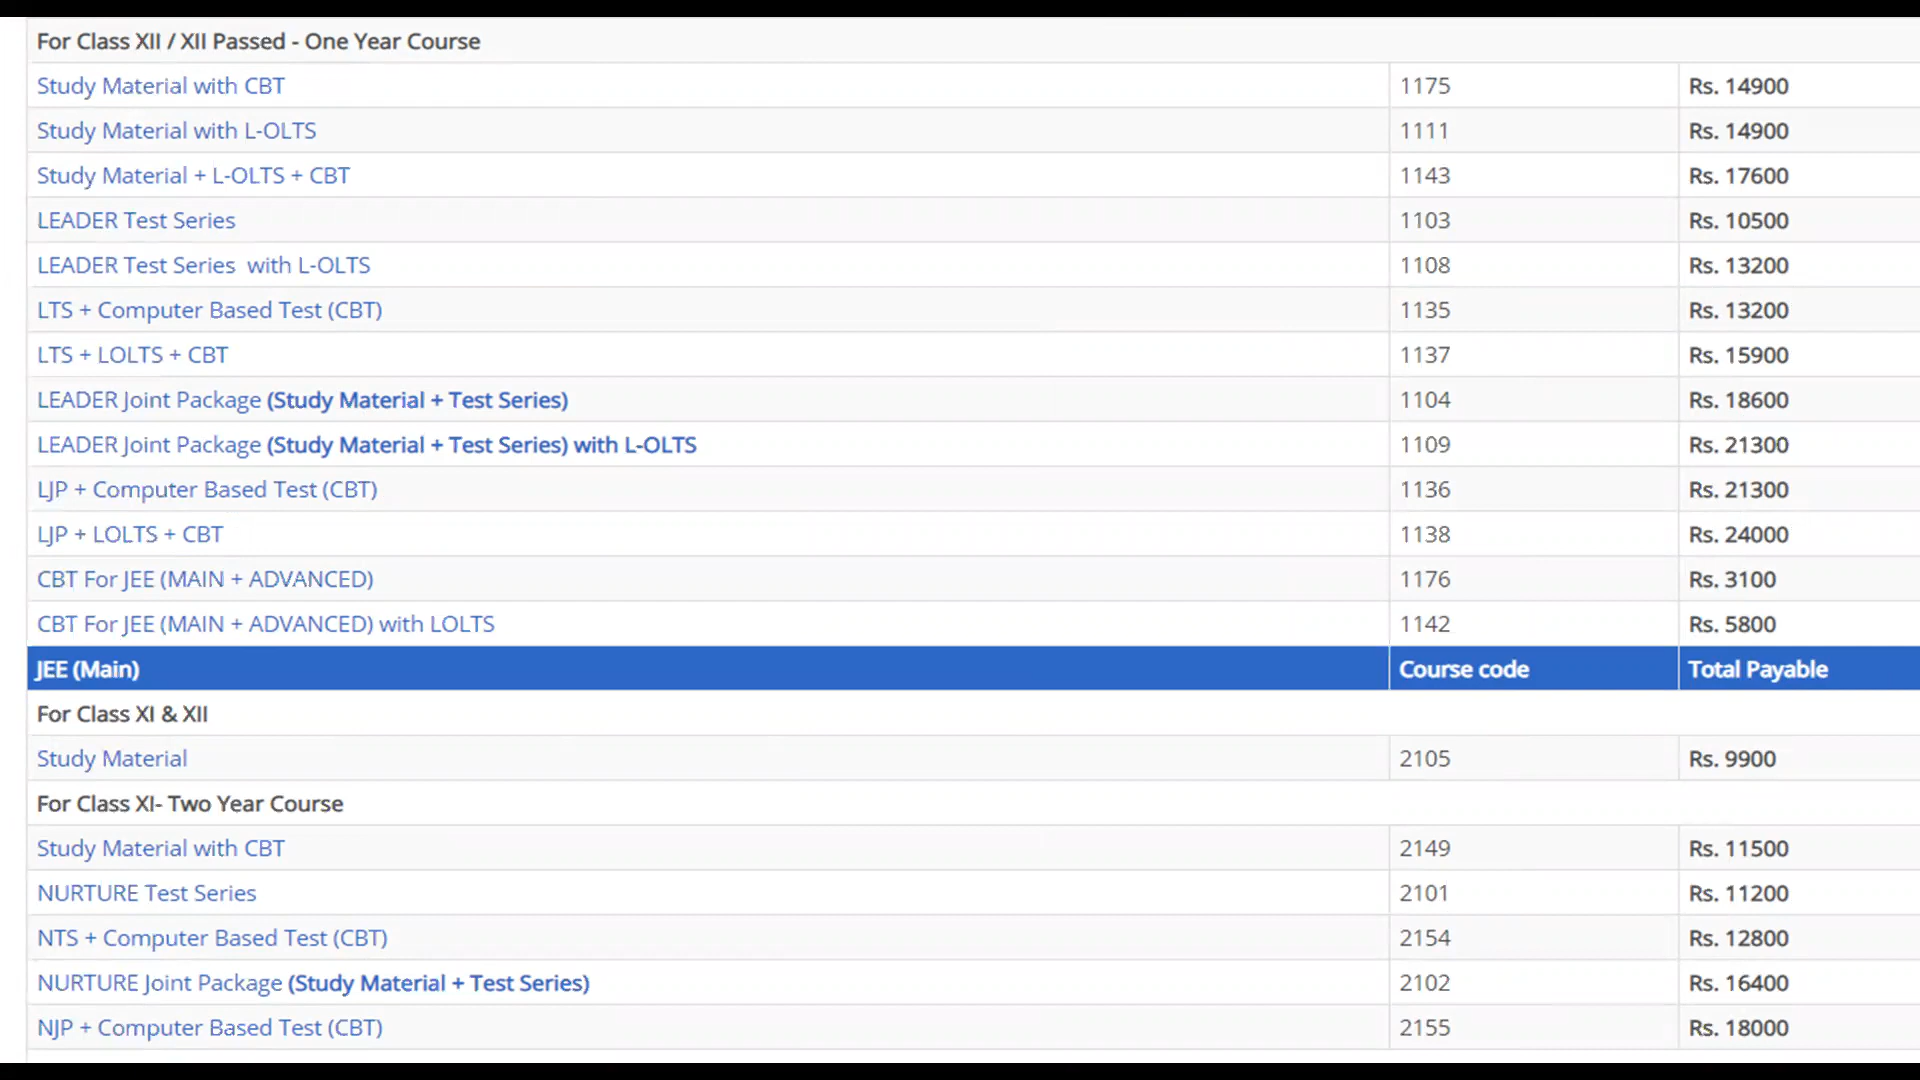 For Class XII / XII Passed - One Year Course
Study Material with CBT 1175 Rs. 14900
Study Material with L-OLTS 1111 Rs. 14900
Study Material + L-OLTS + CBT 1143 Rs. 17600
LEADER Test Series 1103 Rs. 10500
LEADER Test Series with L-OLTS 1108 Rs. 13200
LTS + Computer Based Test (CBT) 1135 Rs. 13200
LTS + LOLTS + CBT 1137 Rs. 15900
LEADER Joint Package (Study Material + Test Series) 1104 Rs. 18600
LEADER Joint Package (Study Material + Test Series) with L-OLTS 1109 Rs. 21300
LJP + Computer Based Test (CBT) 1136 Rs. 21300
LJP + LOLTS + CBT 1138 Rs. 24000
CBT For JEE (MAIN + ADVANCED) 1176 Rs. 3100
CBT For JEE (MAIN + ADVANCED) with LOLTS 1142 Rs. 5800
JEE (Main) Course code Total Payable
For Class XI & XII
Study Material 2105 Rs. 9900
For Class XI- Two Year Course
Study Material with CBT 2149 Rs. 11500
NURTURE Test Series 2101 Rs. 11200
NTS + Computer Based Test (CBT) 2154 Rs. 12800
NURTURE Joint Package (Study Material + Test Series) 2102 Rs. 16400
NJP + Computer Based Test (CBT) 2155 Rs. 18000